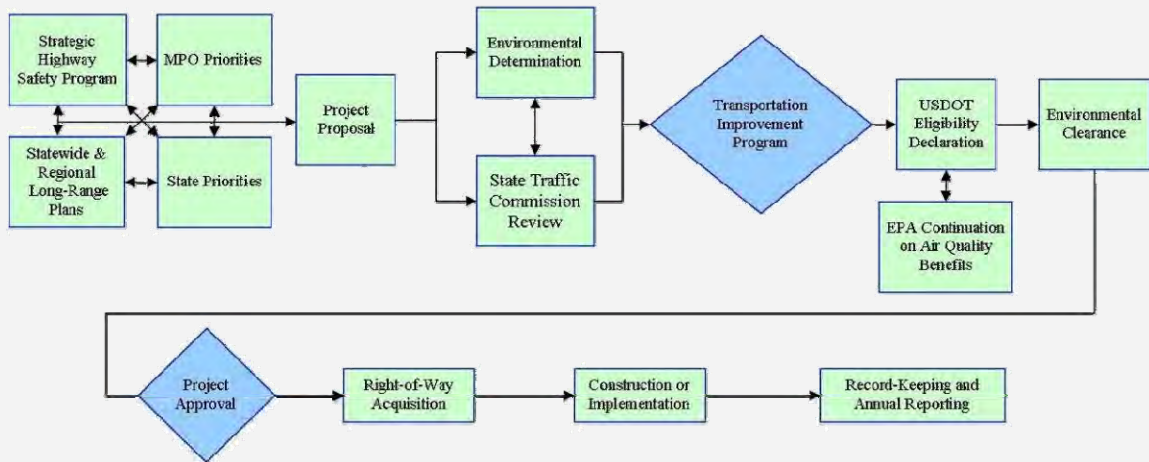 Strategic
Highway
Safety Program
MPO Priorities
Statewide &
Regional
Long-Range
Plans
State Priorities
Project
Proposal
Environmental
Determination
State Traffic
Commission
Review
Transportation
Improvement
Program
USDOT
Eligibility
Declaration
EPA Continuation
on Air Quality
Benefits
Environmental
Clearance
Project
Approval
Right-of-Way
Acquisition
Construction or
Implementation
Record-Keeping and
Annual Reporting